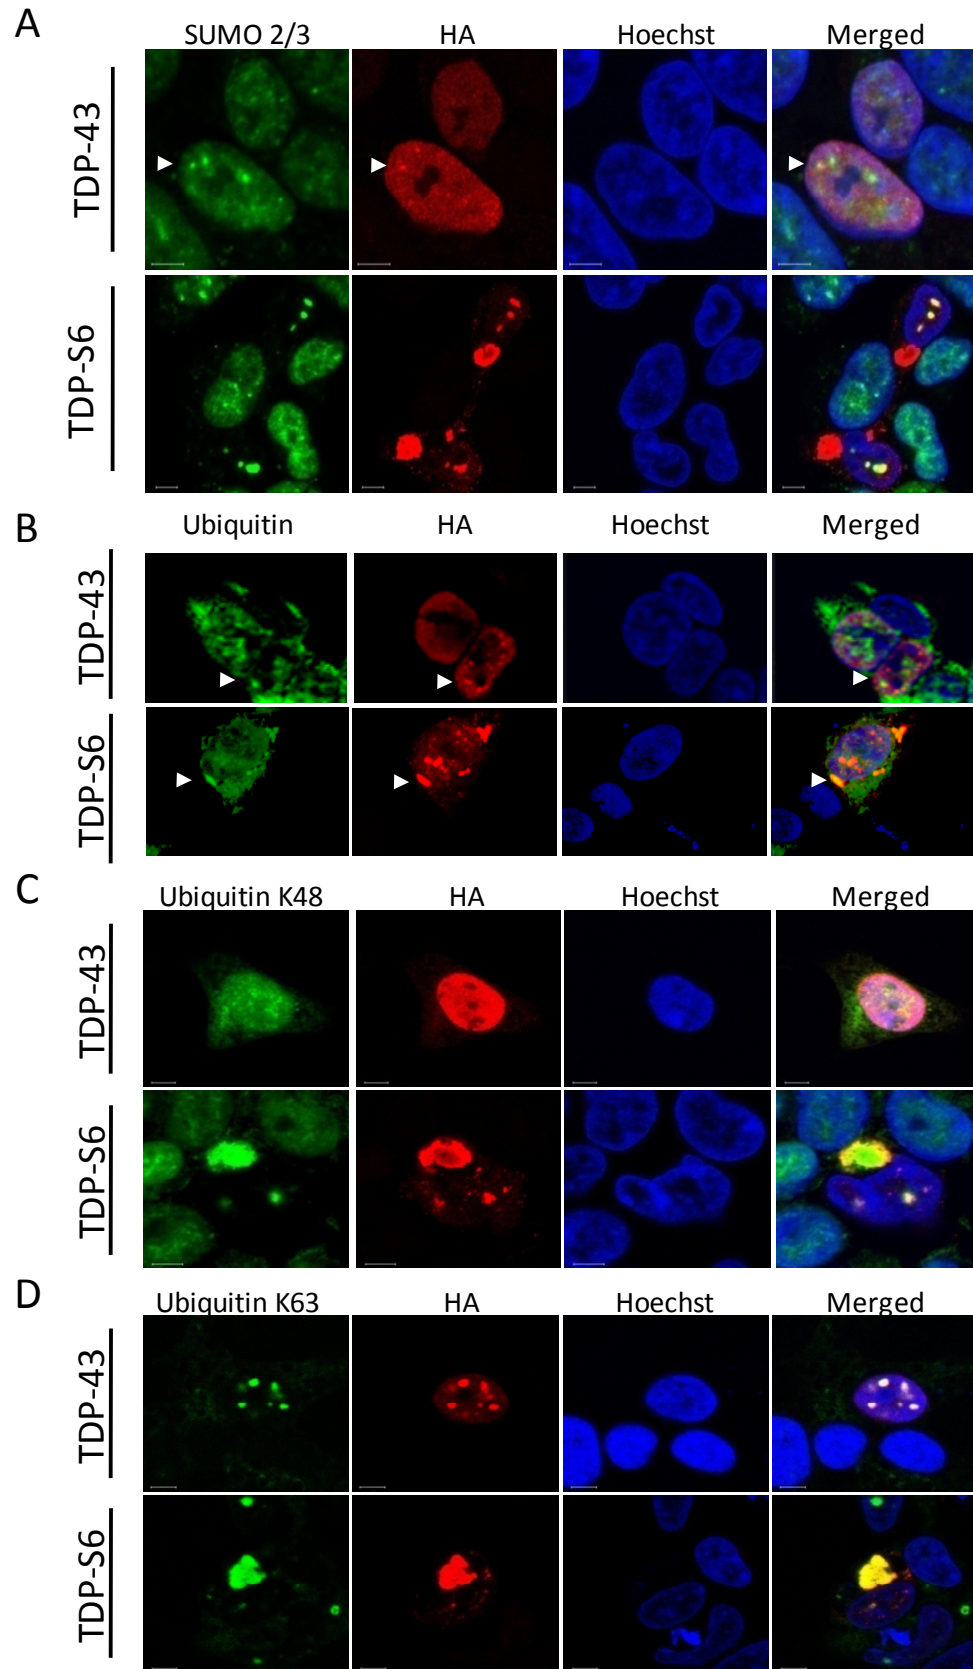 A
SUMO 2/3 HA Hoechst Merged
TDP-43
TDP-S6
B
Ubiquitin HA Hoechst Merged
TDP-43
TDP-S6
C
Ubiquitin K48 HA Hoechst Merged
TDP-43
TDP-S6
D
Ubiquitin K63 HA Hoechst Merged
TDP-43
TDP-S6